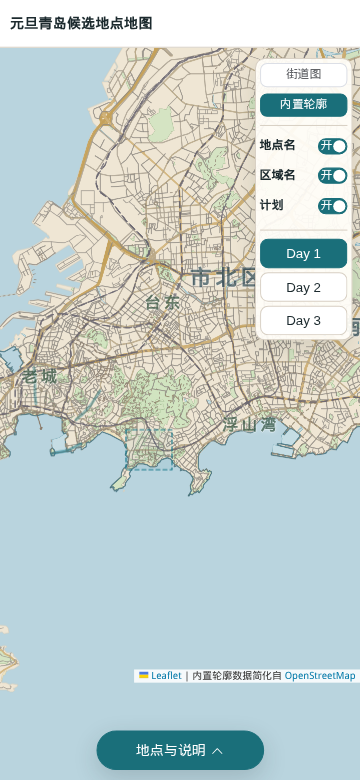 元旦青岛候选地点地图
街道图
内置轮廓
地点名 开
区域名 开
计划 开
Day 1
Day 2
Day 3
市北区
台东
老城
浮山湾
Leaflet | 内置轮廓数据简化自 OpenStreetMap
地点与说明